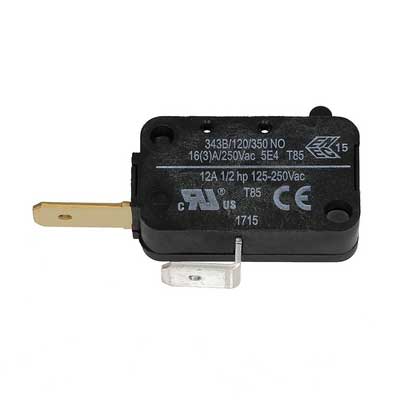 343B/120/350 NO
16(3)A/250Vac 5E4 T85
15
12A 1/2 hp 125-250Vac
T85
c RU US CE
1715